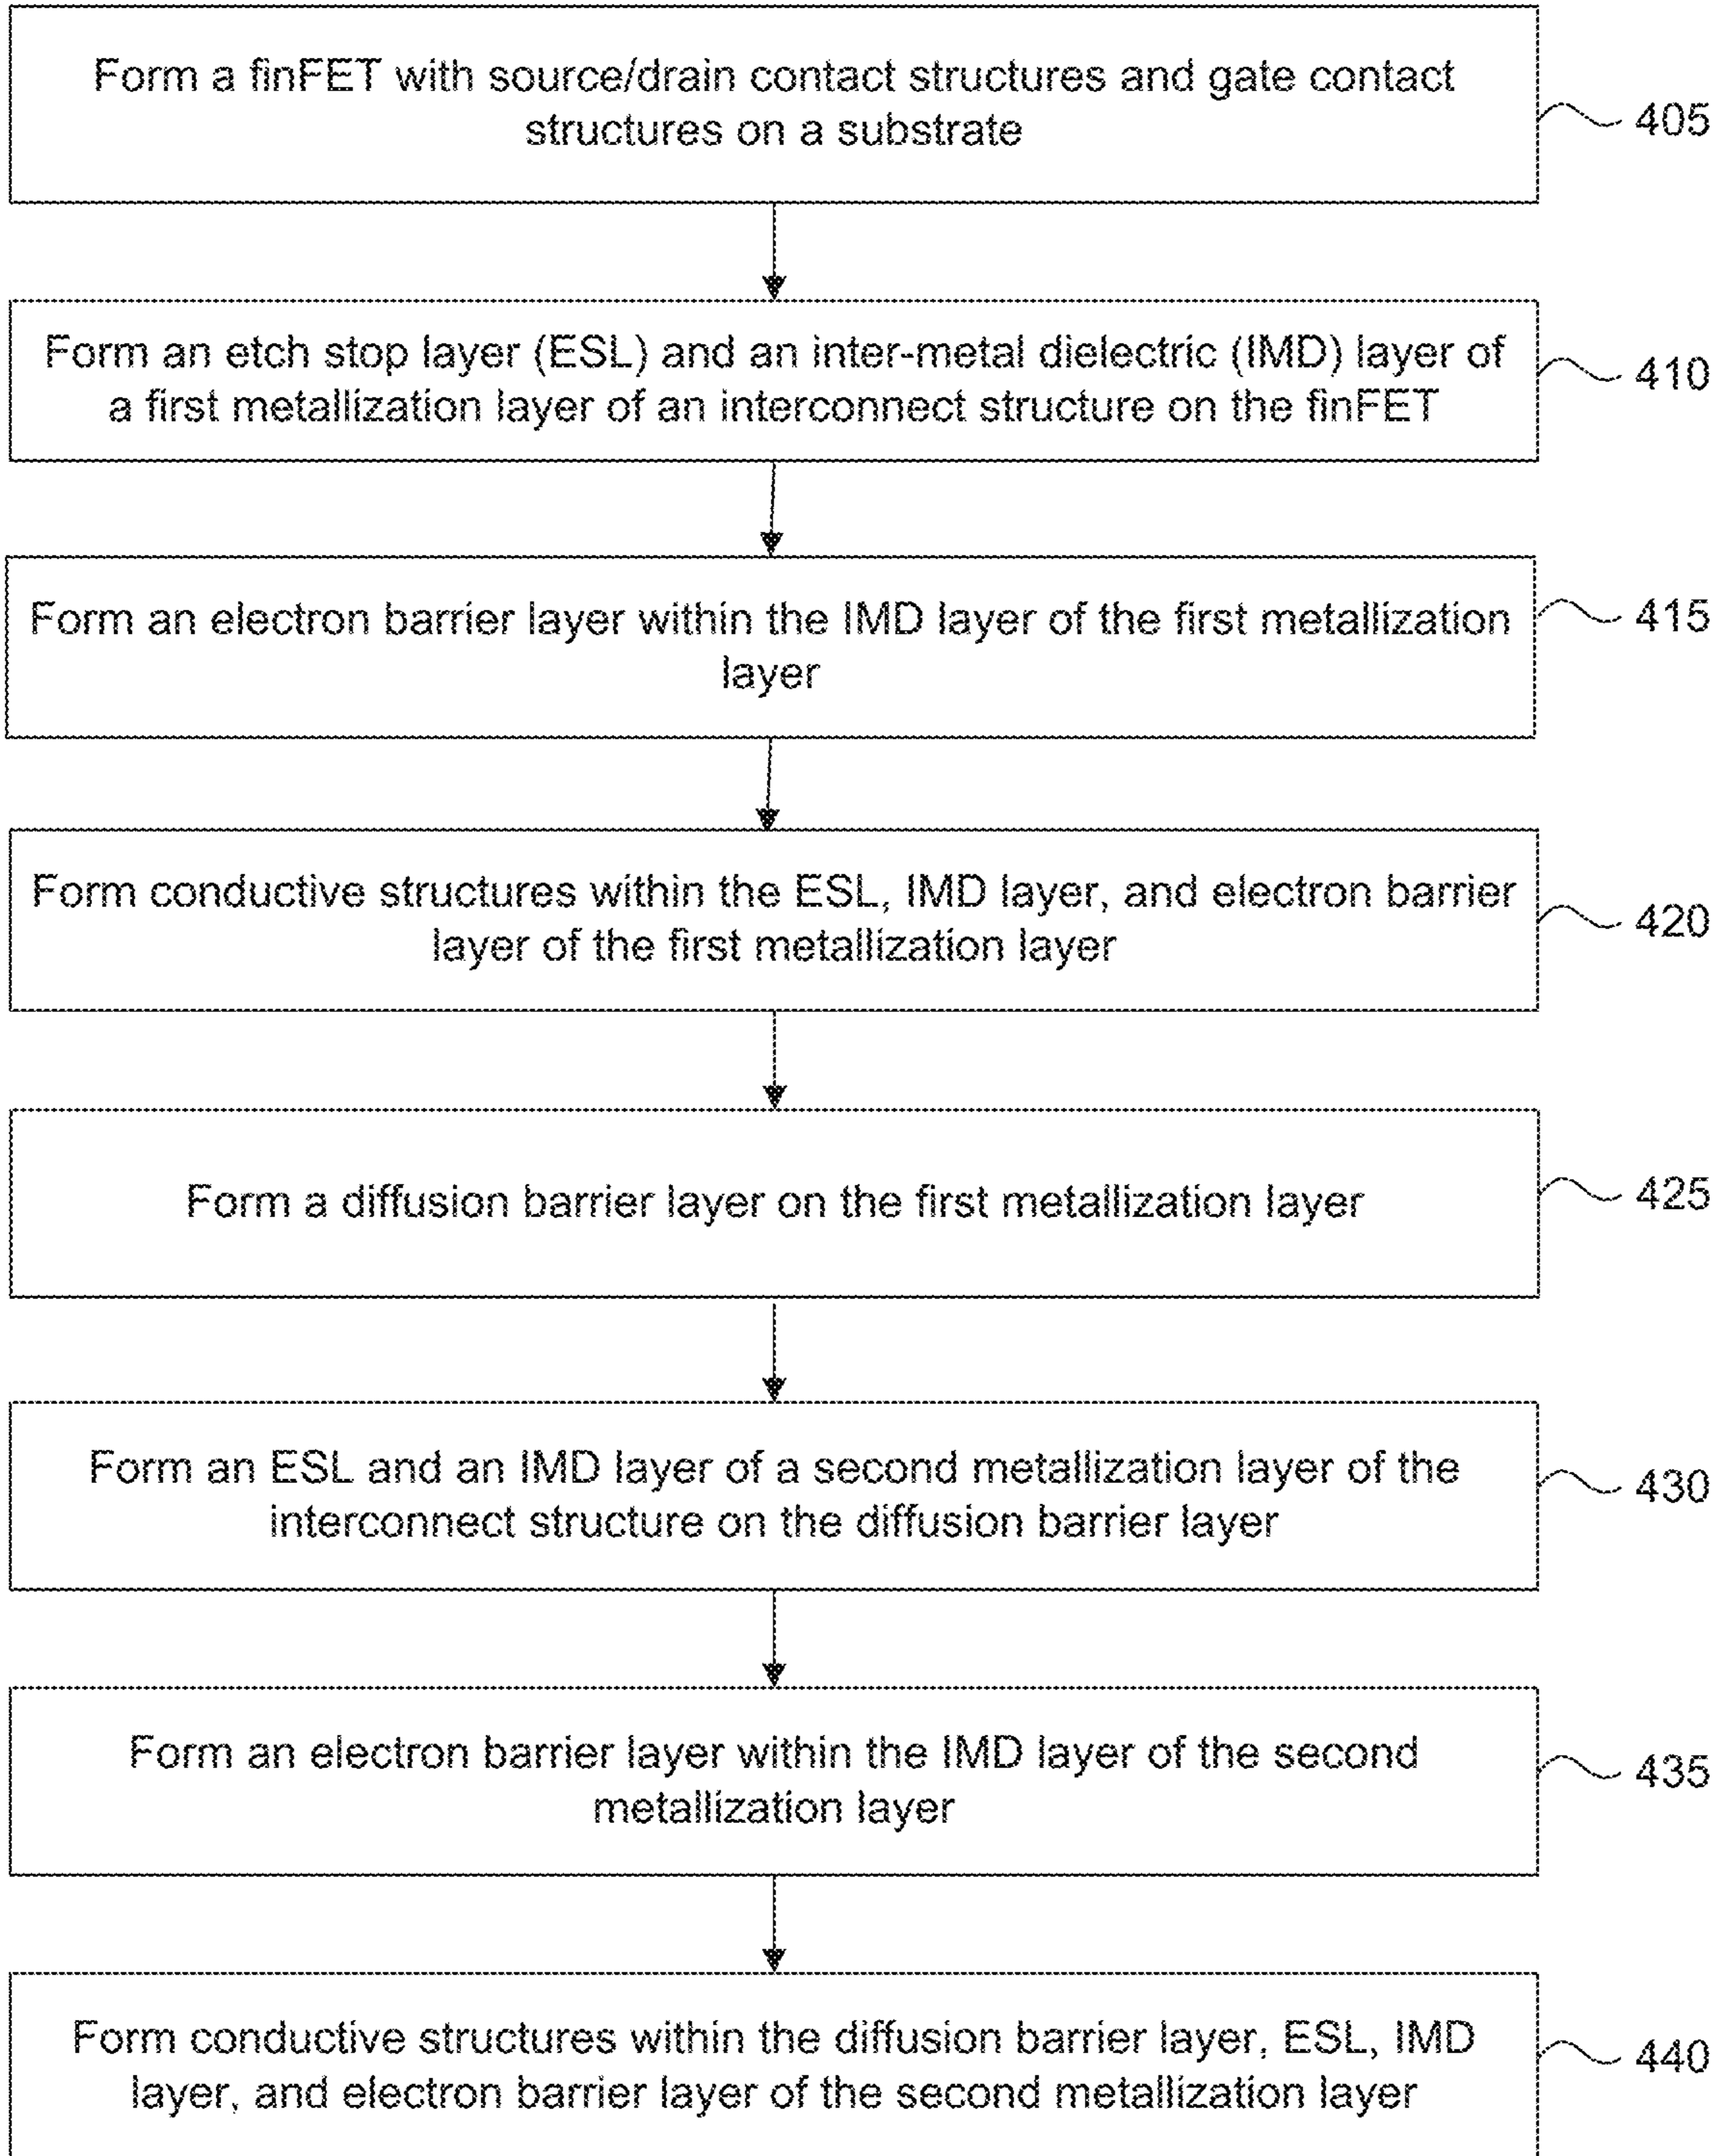 Form a finFET with source/drain contact structures and gate contact
structures on a substrate
405
Form an etch stop layer (ESL) and an inter-metal dielectric (IMD) layer of
a first metallization layer of an interconnect structure on the finFET
410
Form an electron barrier layer within the IMD layer of the first metallization
layer
415
Form conductive structures within the ESL, IMD layer, and electron barrier
layer of the first metallization layer
420
Form a diffusion barrier layer on the first metallization layer
425
Form an ESL and an IMD layer of a second metallization layer of the
interconnect structure on the diffusion barrier layer
430
Form an electron barrier layer within the IMD layer of the second
metallization layer
435
Form conductive structures within the diffusion barrier layer, ESL, IMD
layer, and electron barrier layer of the second metallization layer
440